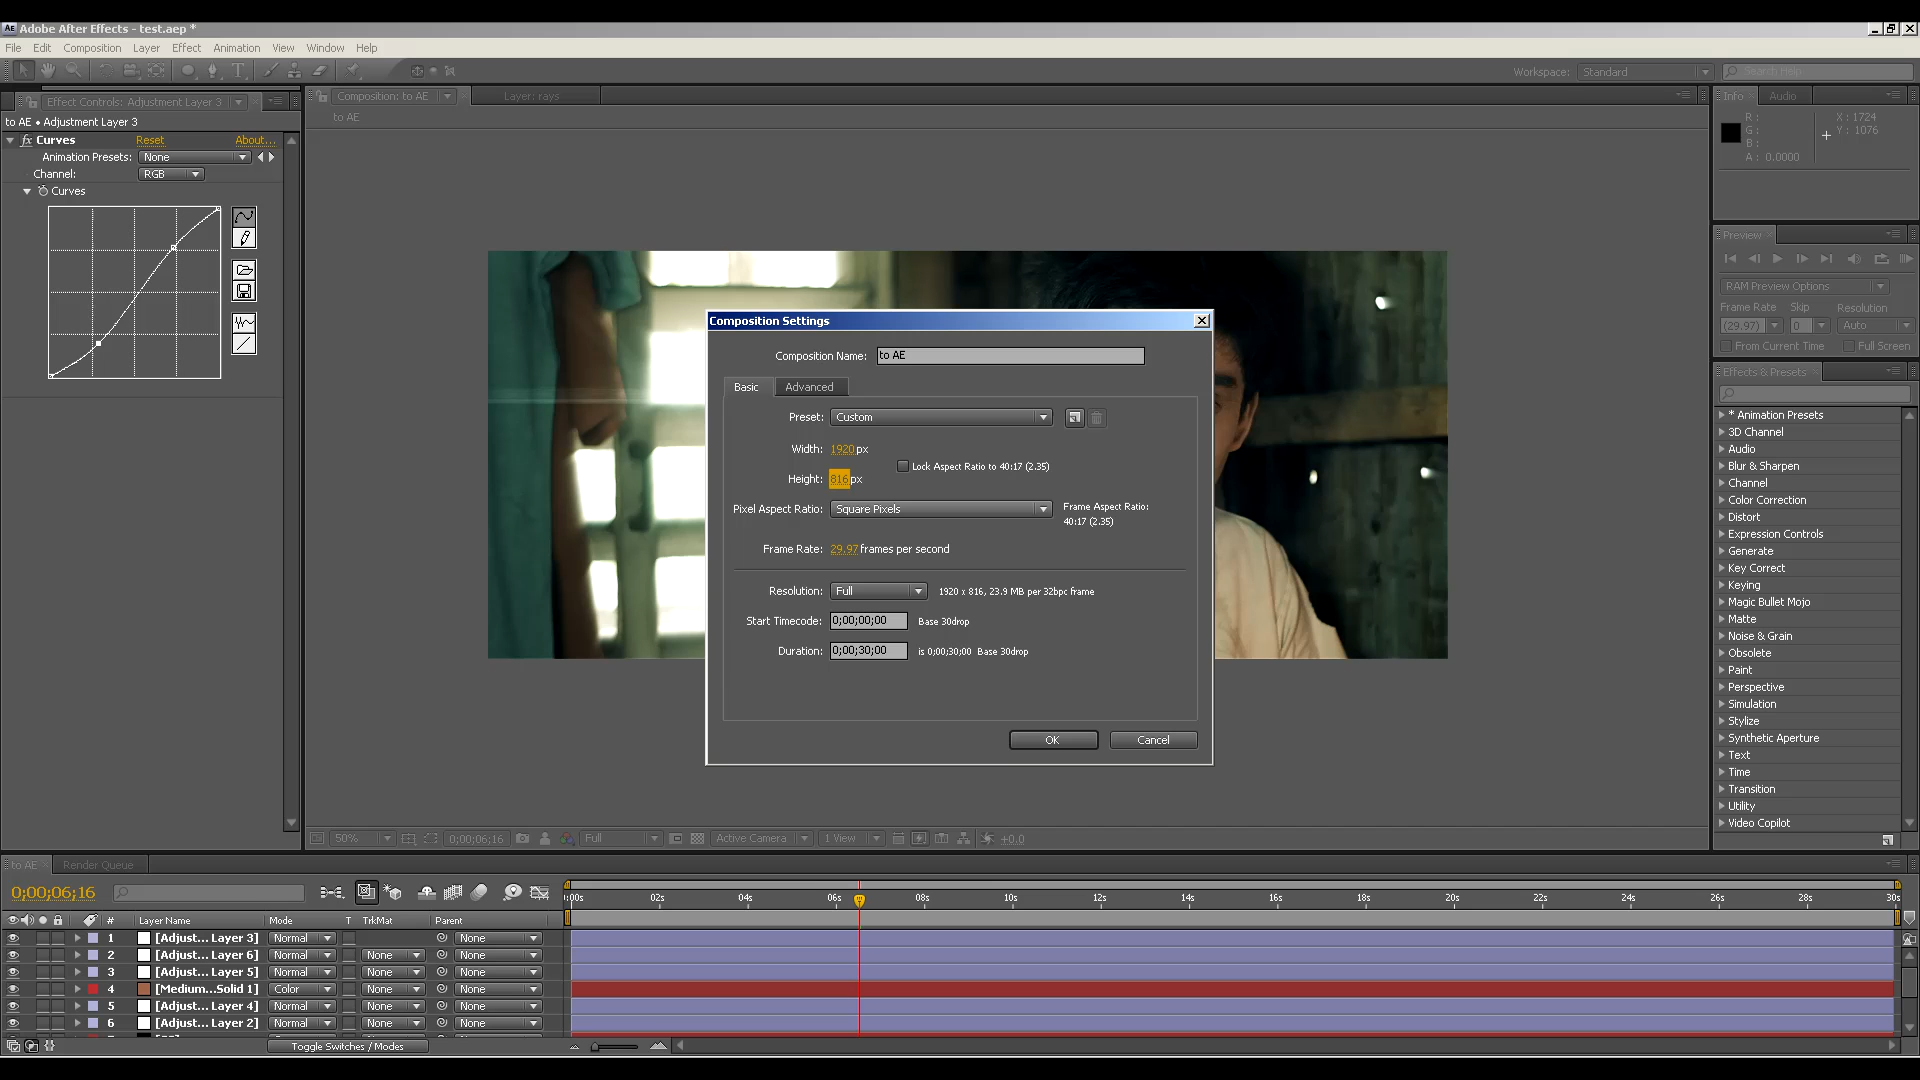 Adobe After Effects - test.aep *
File Edit Composition Layer Effect Animation View Window Help
Workspace: Standard Search Help
Effect Controls: Adjustment Layer 3
to AE • Adjustment Layer 3
fx Curves Reset About...
Animation Presets: None
Channel: RGB
Curves
Composition: to AE Layer: rays
to AE
Composition Settings
Composition Name: to AE
Basic Advanced
Preset: Custom
Width: 1920 px
Lock Aspect Ratio to 40:17 (2.35)
Height: 816 px
Pixel Aspect Ratio: Square Pixels
Frame Aspect Ratio:
40:17 (2.35)
Frame Rate: 29.97 frames per second
Resolution: Full 1920 x 816, 23.9 MB per 32bpc frame
Start Timecode: 0;00;00;00 Base 30drop
Duration: 0;00;30;00 is 0;00;30;00 Base 30drop
OK Cancel
50% 0;00;06;16 Full Active Camera 1 View +0.0
Info Audio
R : X : 1724
G : Y : 1076
B :
A : 0.0000
Preview
RAM Preview Options
Frame Rate Skip Resolution
(29.97) 0 Auto
From Current Time Full Screen
Effects & Presets
* Animation Presets
3D Channel
Audio
Blur & Sharpen
Channel
Color Correction
Distort
Expression Controls
Generate
Key Correct
Keying
Magic Bullet Mojo
Matte
Noise & Grain
Obsolete
Paint
Perspective
Simulation
Stylize
Synthetic Aperture
Text
Time
Transition
Utility
Video Copilot
to AE Render Queue
0;00;06;16
:00s 02s 04s 06s 08s 10s 12s 14s 16s 18s 20s 22s 24s 26s 28s 30s
# Layer Name Mode T TrkMat Parent
1 [Adjust... Layer 3] Normal None
2 [Adjust... Layer 6] Normal None None
3 [Adjust... Layer 5] Normal None None
4 [Medium...Solid 1] Color None None
5 [Adjust... Layer 4] Normal None None
6 [Adjust... Layer 2] Normal None None
Toggle Switches / Modes